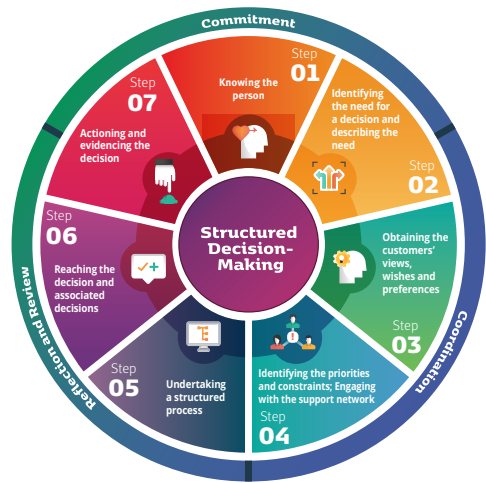 Commitment
Step
01
Knowing the
person
Step
02
Identifying
the need for
a decision and
describing the
need
Step
03
Obtaining the
customers'
views,
wishes and
preferences
Coordination
Step
04
Identifying the priorities
and constraints; Engaging
with the support network
Step
05
Undertaking
a structured
process
Reflection and Review
Step
06
Reaching the
decision and
associated
decisions
Step
07
Actioning and
evidencing the
decision
Structured
Decision-
Making